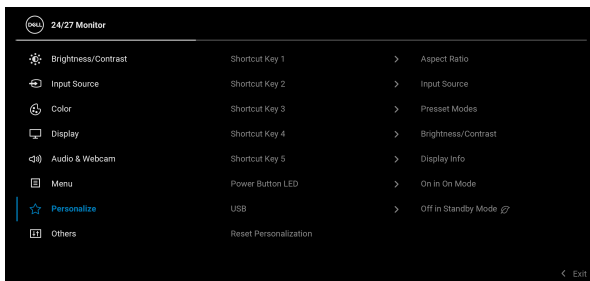 DELL 24/27 Monitor
Brightness/Contrast Shortcut Key 1 > Aspect Ratio
Input Source Shortcut Key 2 > Input Source
Color Shortcut Key 3 > Presset Modes
Display Shortcut Key 4 > Brightness/Contrast
Audio & Webcam Shortcut Key 5 > Display Info
Menu Power Button LED > On in On Mode
Personalize USB > Off in Standby Mode
Others Reset Personalization
< Exit